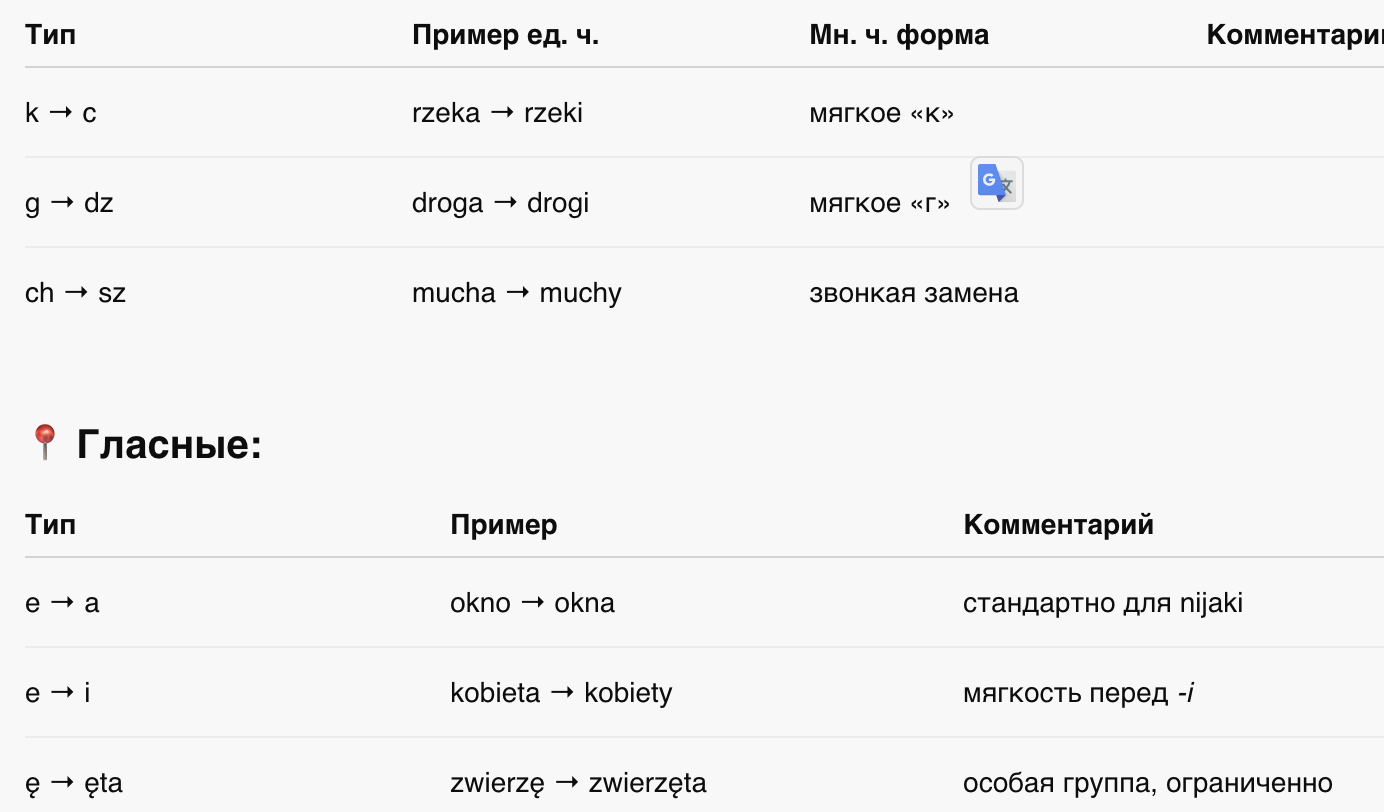 Тип Пример ед. ч. Мн. ч. форма Комментари
k → c rzeka → rzeki мягкое «к»
g → dz droga → drogi мягкое «г»
ch → sz mucha → muchy звонкая замена
📍 Гласные:
Тип Пример Комментарий
e → a okno → okna стандартно для nijaki
e → i kobieta → kobiety мягкость перед -i
ę → ęta zwierzę → zwierzęta особая группа, ограниченно